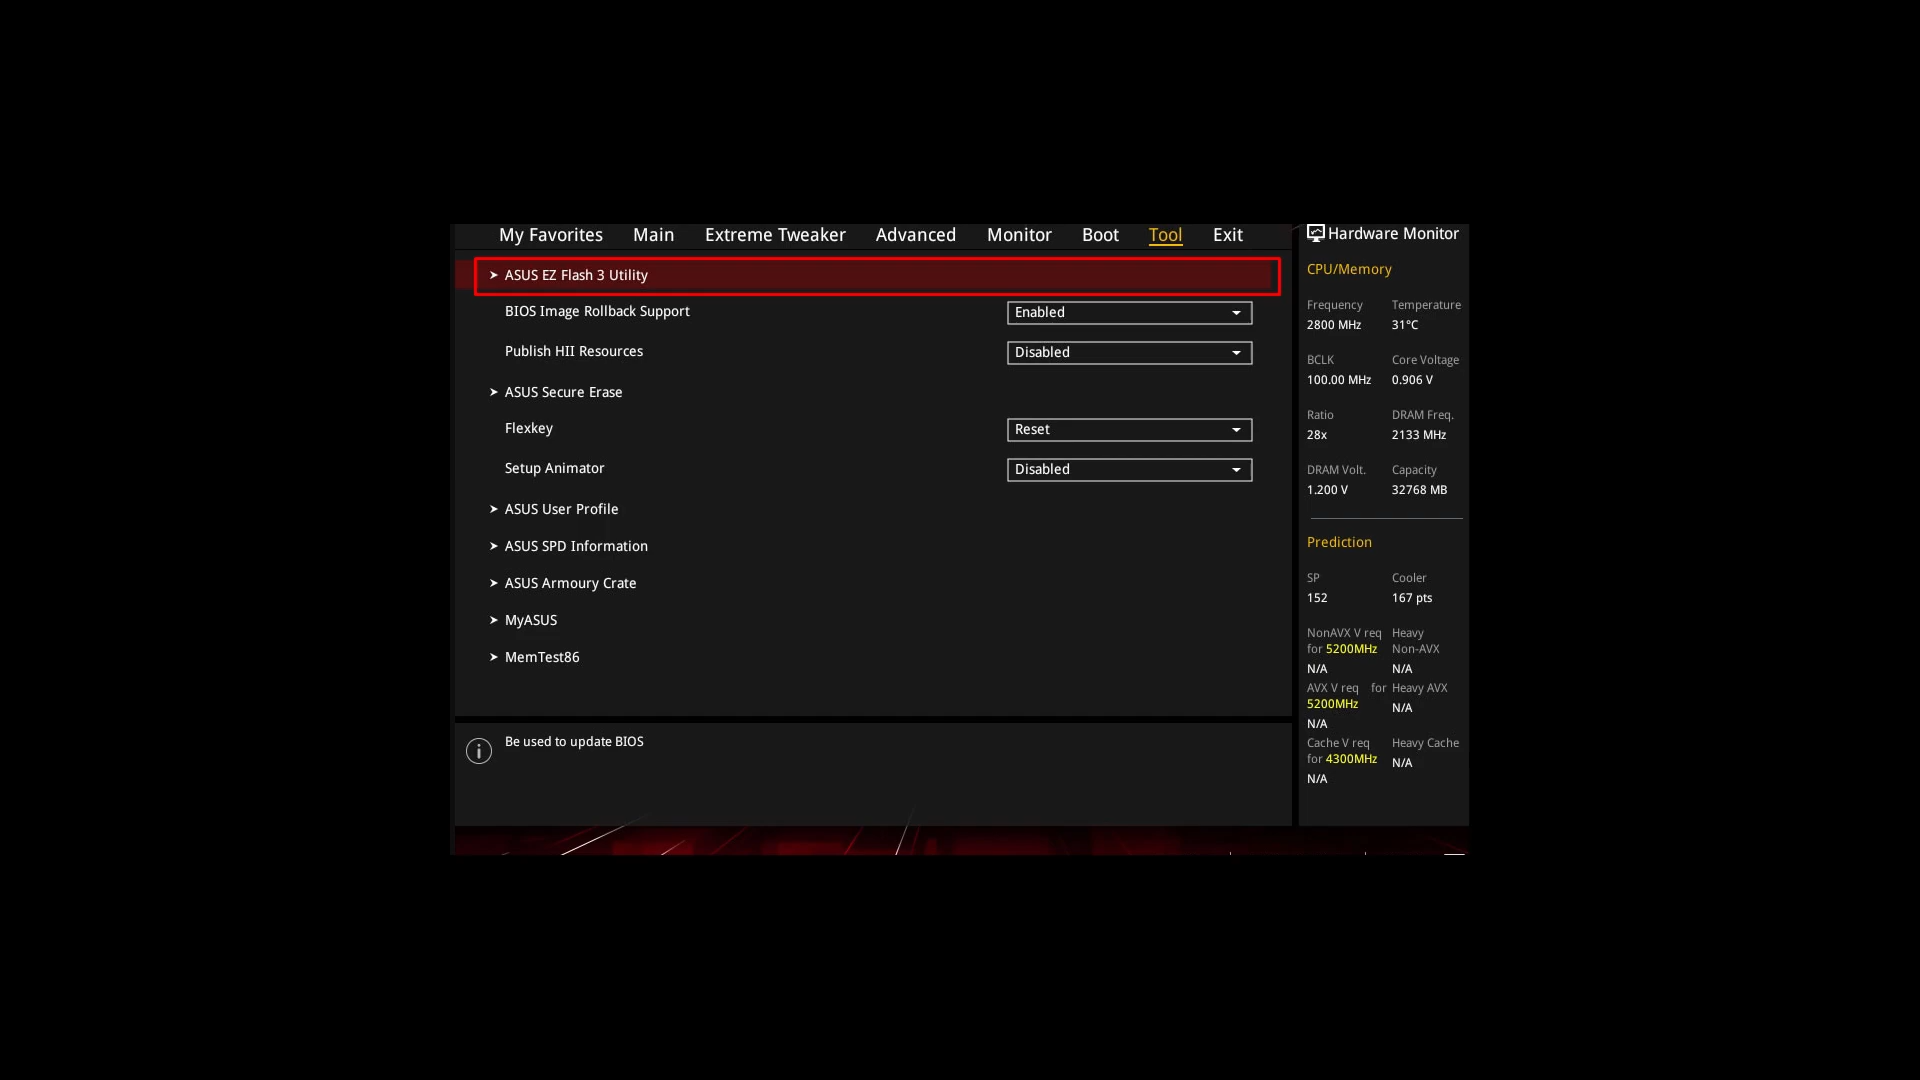 My Favorites Main Extreme Tweaker Advanced Monitor Boot Tool Exit
ASUS EZ Flash 3 Utility
BIOS Image Rollback Support Enabled
Publish HII Resources Disabled
ASUS Secure Erase
Flexkey Reset
Setup Animator Disabled
ASUS User Profile
ASUS SPD Information
ASUS Armoury Crate
MyASUS
MemTest86
Be used to update BIOS
Hardware Monitor
CPU/Memory
Frequency Temperature
2800 MHz 31°C
BCLK Core Voltage
100.00 MHz 0.906 V
Ratio DRAM Freq.
28x 2133 MHz
DRAM Volt. Capacity
1.200 V 32768 MB
Prediction
SP Cooler
152 167 pts
NonAVX V req Heavy
for 5200MHz Non-AVX
N/A N/A
AVX V req for Heavy AVX
5200MHz N/A
N/A
Cache V req Heavy Cache
for 4300MHz N/A
N/A